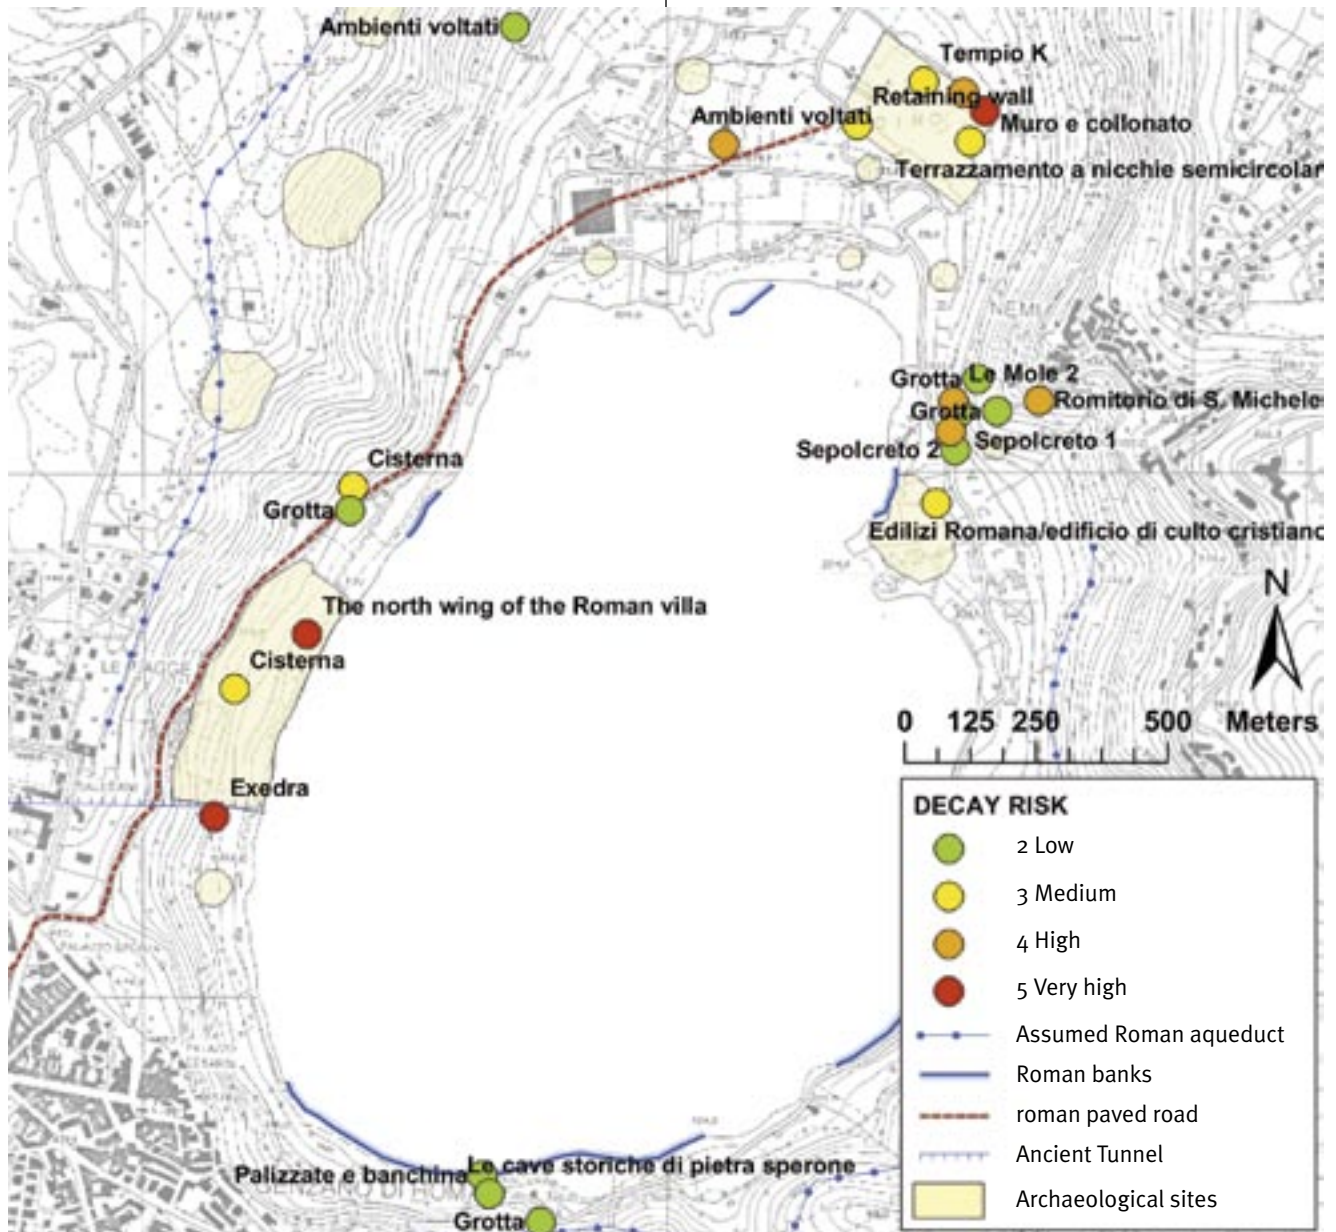 Ambienti voltati
Tempio K
Retaining wall
Ambienti voltati
Muro e collonato
Terrazzamento a nicchie semicircolar
NEMI
Grotta
Le Mole 2
Romitorio di S. Michele
Grotta
Sepolcreto 1
Sepolcreto 2
Cisterna
Grotta
Edilizi Romana/edificio di culto cristiano
N
The north wing of the Roman villa
Cisterna
0 125 250 500 Meters
Exedra
DECAY RISK
2 Low
3 Medium
4 High
5 Very high
Assumed Roman aqueduct
Roman banks
roman paved road
Ancient Tunnel
Archaeological sites
Palizzate e banchina
Le cave storiche di pietra sperone
Grotta